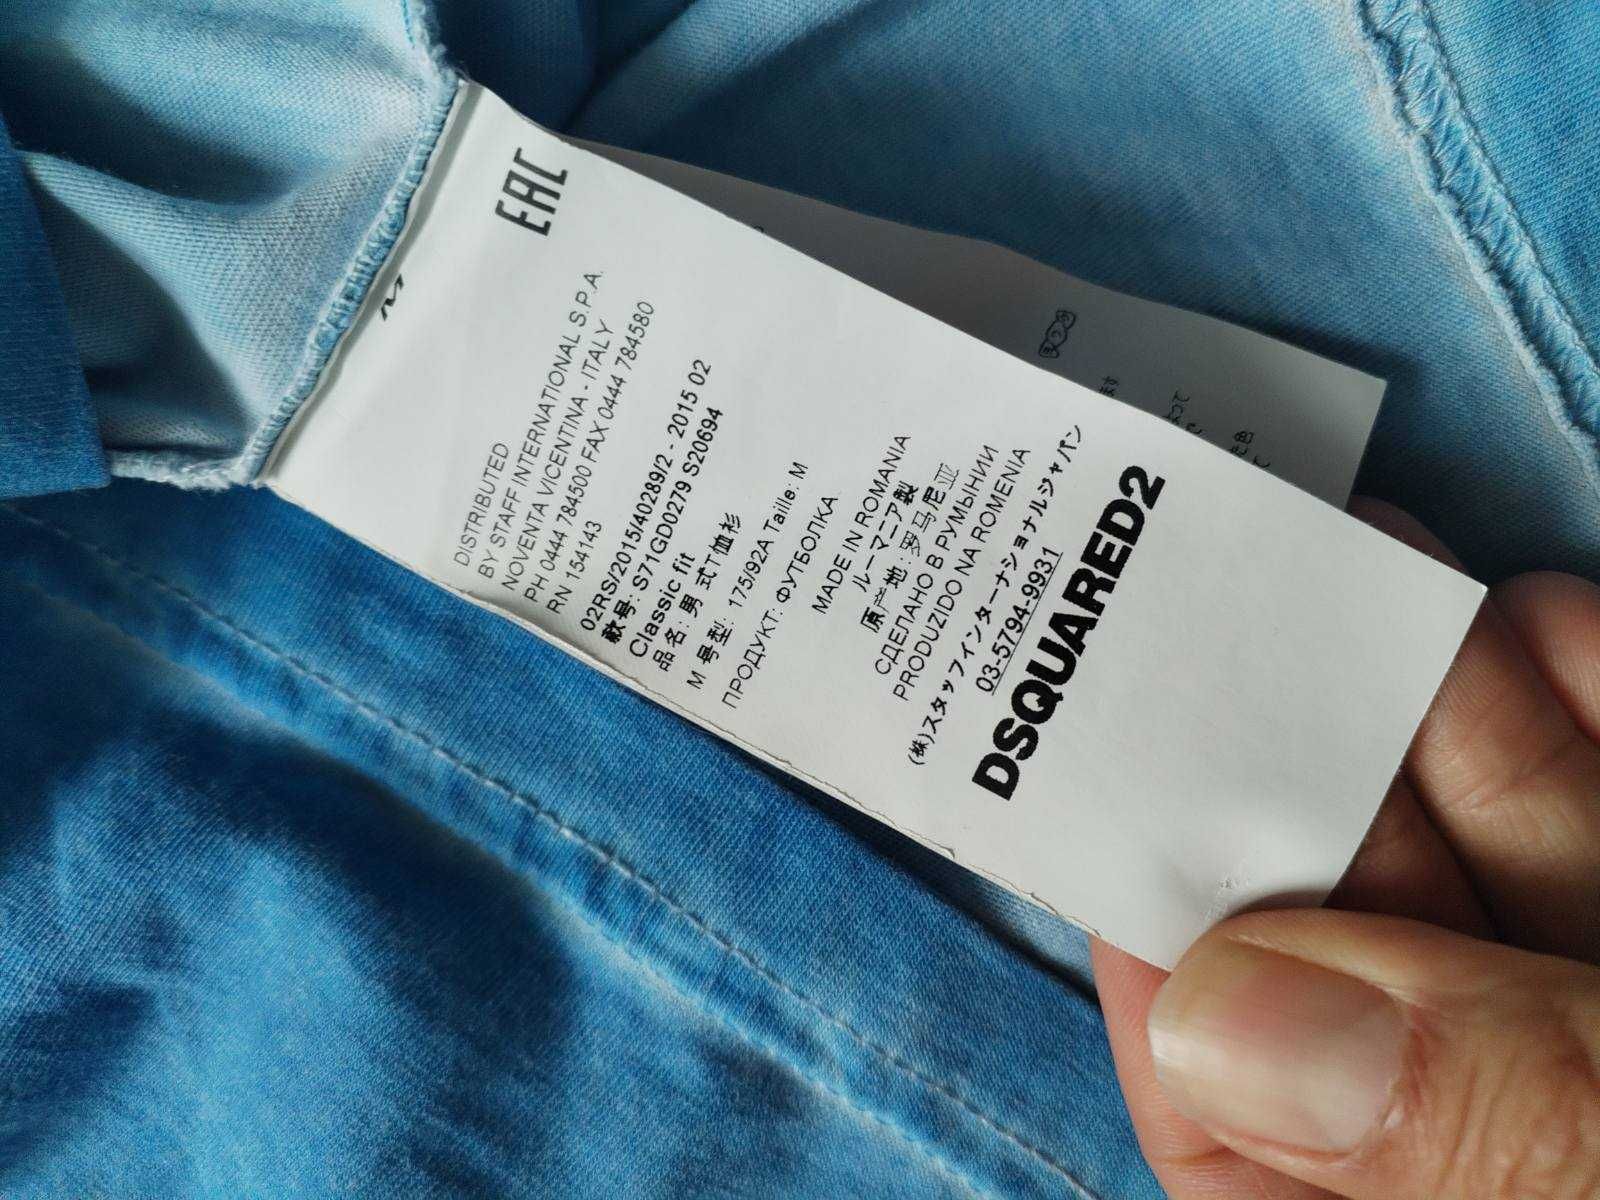 EAC
M
DISTRIBUTED
BY STAFF INTERNATIONAL S.P.A.
NOVENTA VICENTINA - ITALY
PH 0444 784500 FAX 0444 784580
RN 154143
02RS/2015/40289/2 - 2015 02
款号: S71GD0279 S20694
Classic fit
品名: 男 式T恤衫
M 号型: 175/92A Taille: M
ПРОДУКТ: ФУТБОЛКА
MADE IN ROMANIA
ルーマニア製
原产地: 罗马尼亚
СДЕЛАНО В РУМЫНИИ
PRODUZIDO NA ROMENIA
(株)スタッフインターナショナルジャパン
03-5794-9931
DSQUARED2